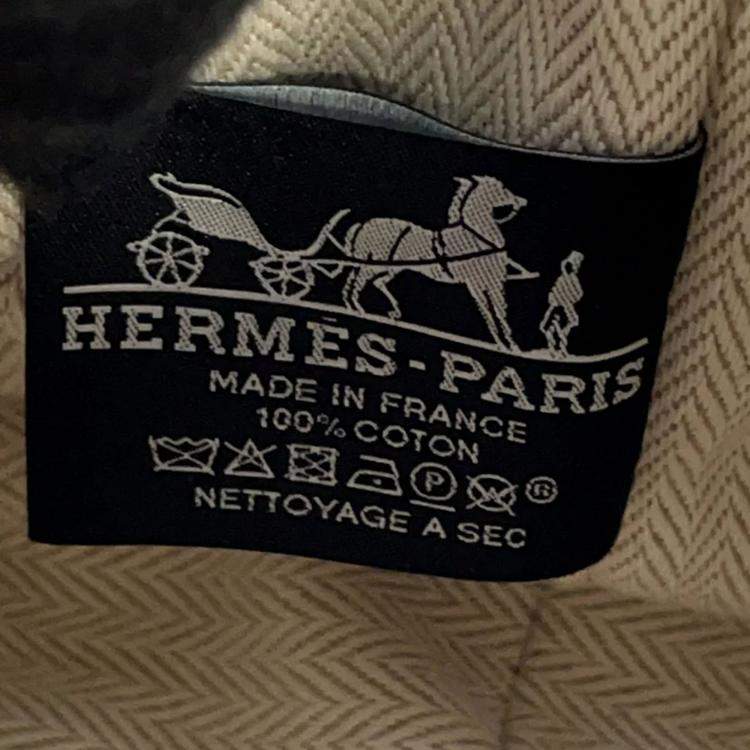 HERMÈS-PARIS
MADE IN FRANCE
100% COTON
P W ®
NETTOYAGE A SEC